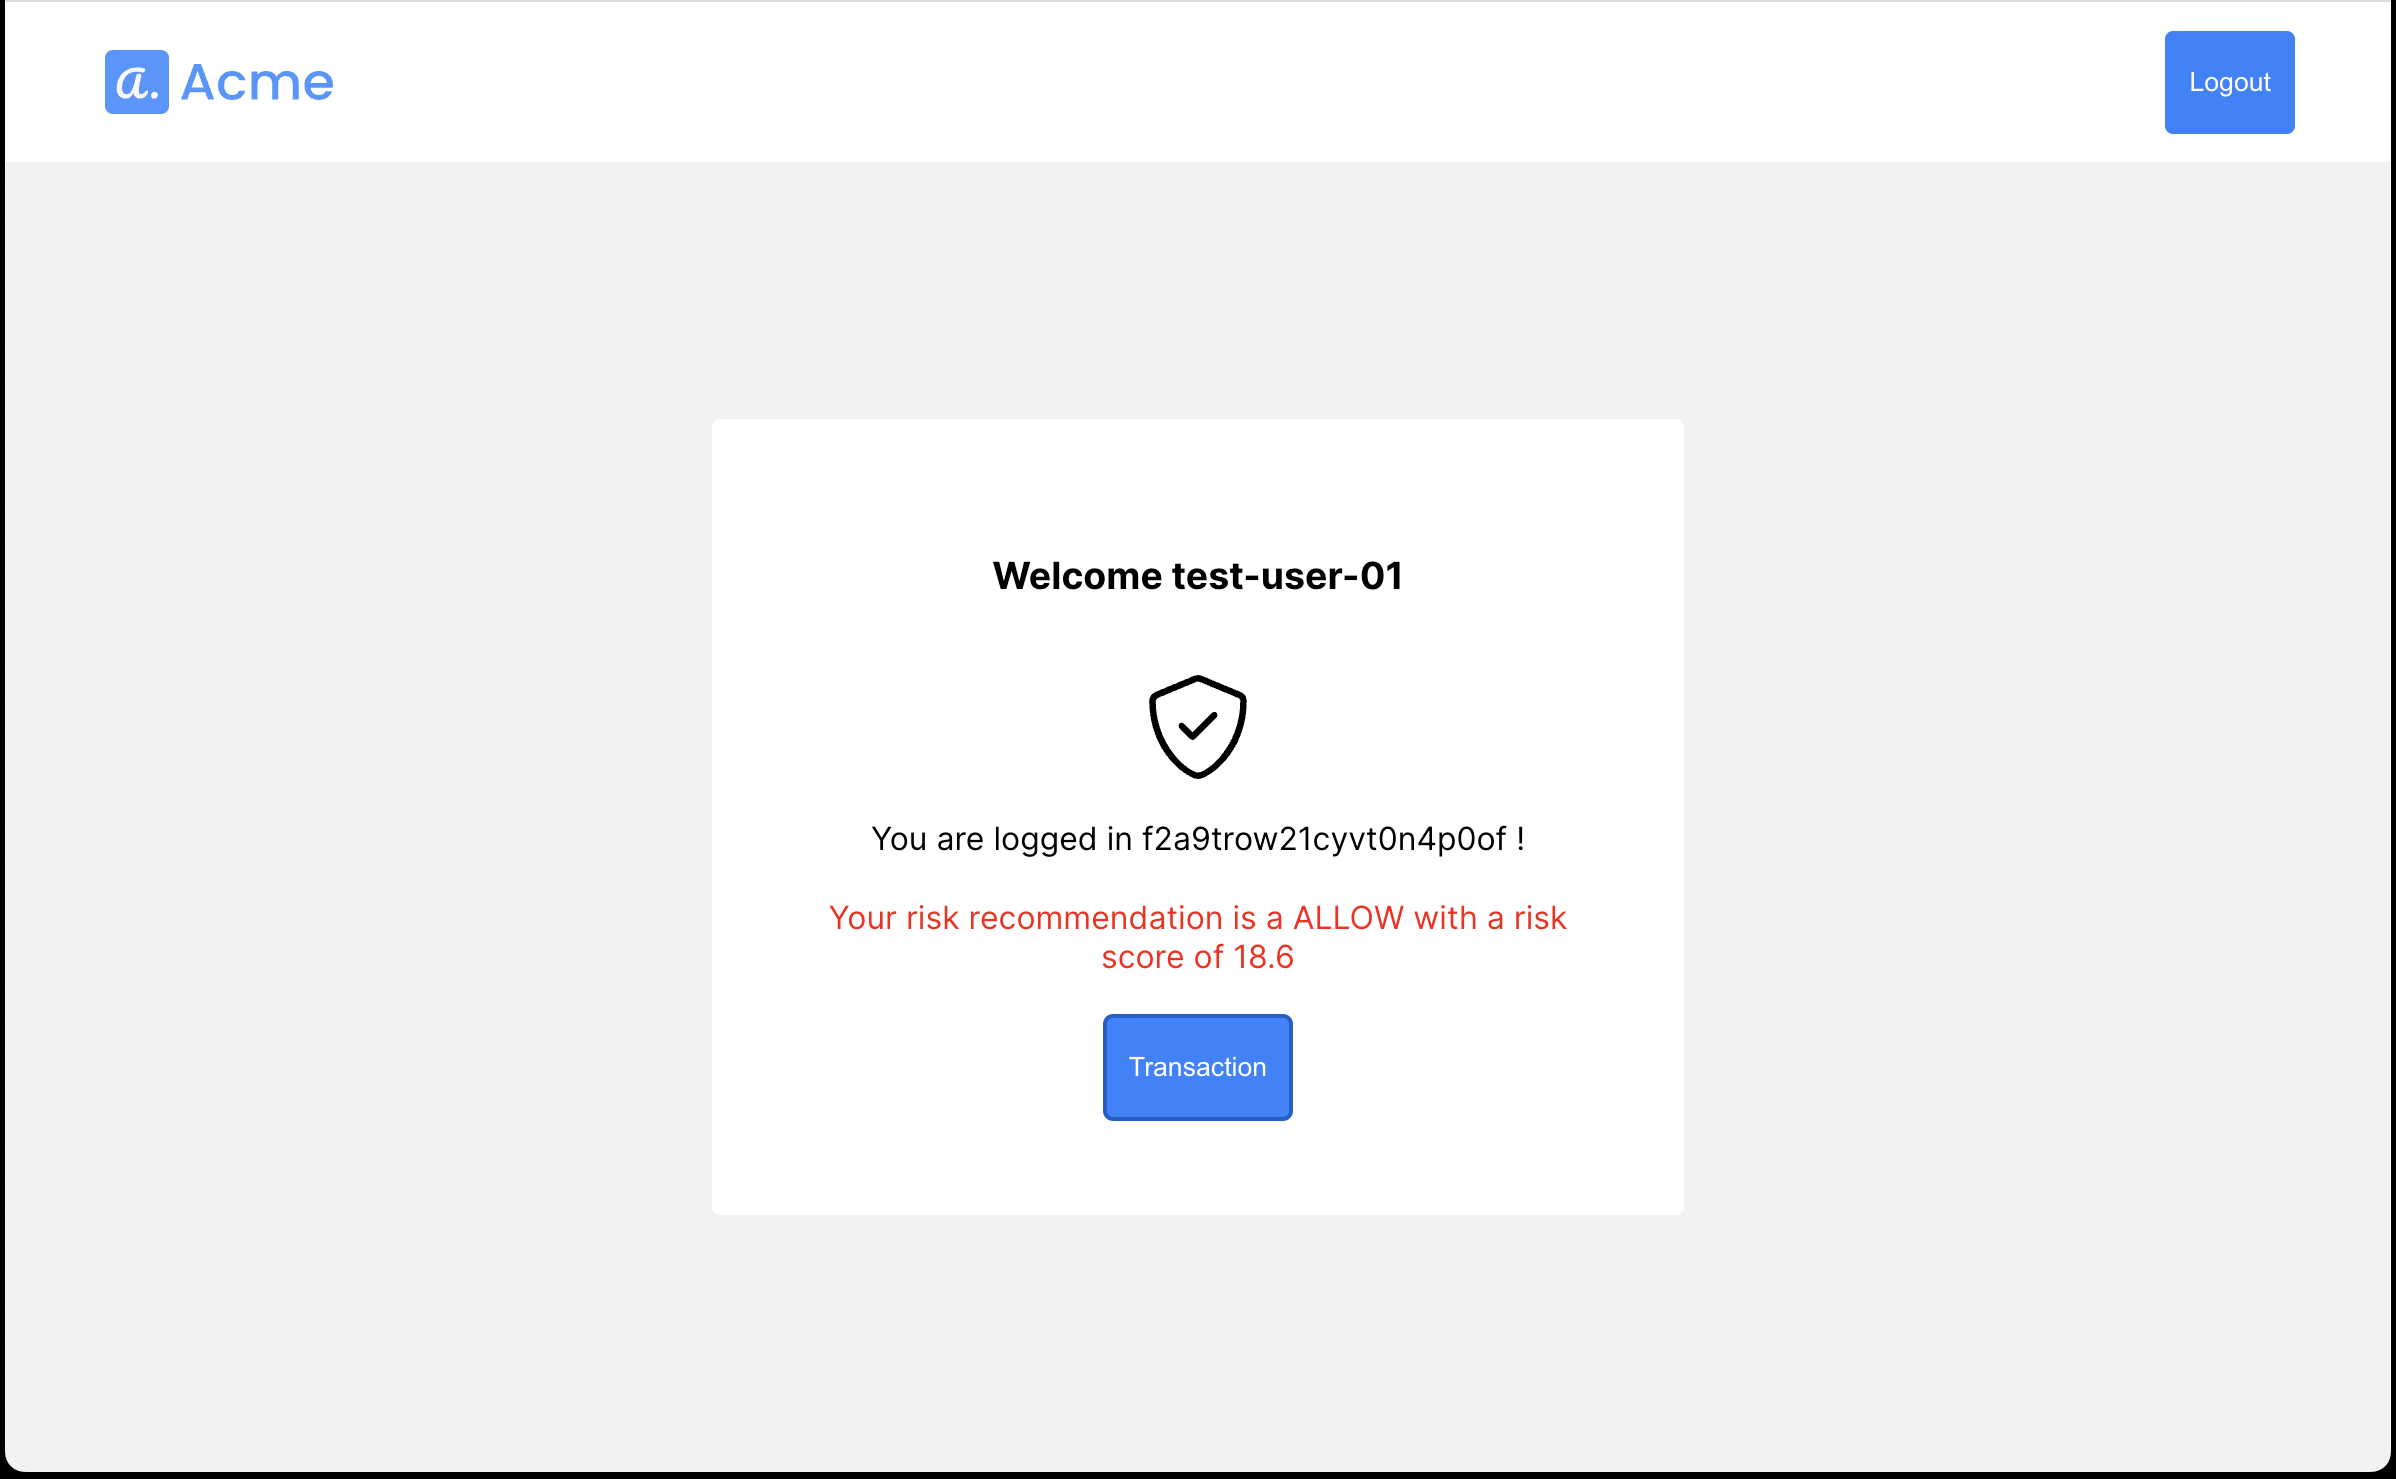 a. Acme
Logout
Welcome test-user-01
You are logged in f2a9trow21cyvt0n4p0of !
Your risk recommendation is a ALLOW with a risk
score of 18.6
Transaction